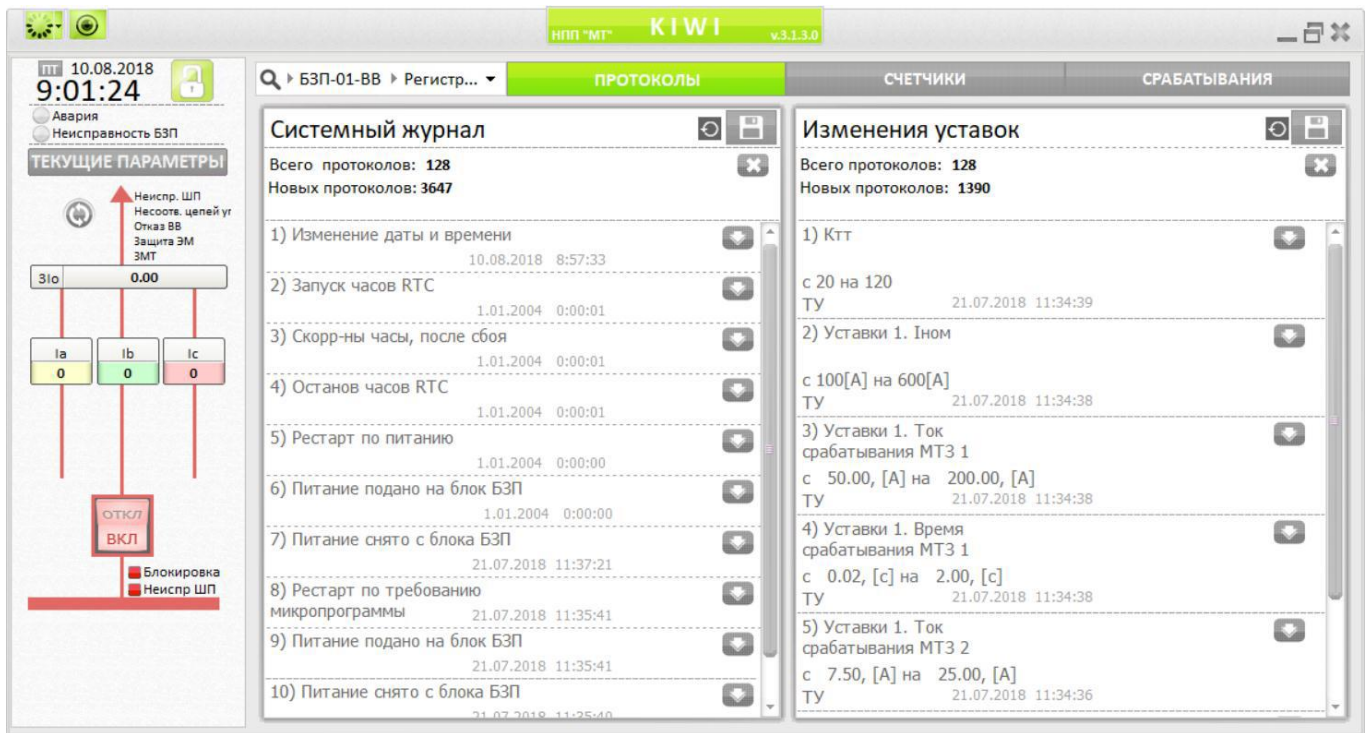 НПП "МТ" KIWI v.3.1.3.0
ПТ 10.08.2018
9:01:24
Авария
Неисправность БЗП
ТЕКУЩИЕ ПАРАМЕТРЫ
Неиспр. ШП
Несоотв. цепей уг
Отказ ВВ
Защита ЭМ
ЗМТ
3Io 0.00
Ia Ib Ic
0 0 0
ОТКЛ
ВКЛ
Блокировка
Неиспр ШП
БЗП-01-ВВ Регистр...
ПРОТОКОЛЫ
СЧЕТЧИКИ
СРАБАТЫВАНИЯ
Системный журнал
Всего протоколов: 128
Новых протоколов: 3647
1) Изменение даты и времени
10.08.2018 8:57:33
2) Запуск часов RTC
1.01.2004 0:00:01
3) Скорр-ны часы, после сбоя
1.01.2004 0:00:01
4) Останов часов RTC
1.01.2004 0:00:01
5) Рестарт по питанию
1.01.2004 0:00:00
6) Питание подано на блок БЗП
1.01.2004 0:00:00
7) Питание снято с блока БЗП
21.07.2018 11:37:21
8) Рестарт по требованию
микропрограммы 21.07.2018 11:35:41
9) Питание подано на блок БЗП
21.07.2018 11:35:41
10) Питание снято с блока БЗП
21.07.2018 11:35:40
Изменения уставок
Всего протоколов: 128
Новых протоколов: 1390
1) Ктт
с 20 на 120
ТУ 21.07.2018 11:34:39
2) Уставки 1. Iном
с 100[А] на 600[А]
ТУ 21.07.2018 11:34:38
3) Уставки 1. Ток
срабатывания МТЗ 1
с 50.00, [А] на 200.00, [А]
ТУ 21.07.2018 11:34:38
4) Уставки 1. Время
срабатывания МТЗ 1
с 0.02, [с] на 2.00, [с]
ТУ 21.07.2018 11:34:38
5) Уставки 1. Ток
срабатывания МТЗ 2
с 7.50, [А] на 25.00, [А]
ТУ 21.07.2018 11:34:36